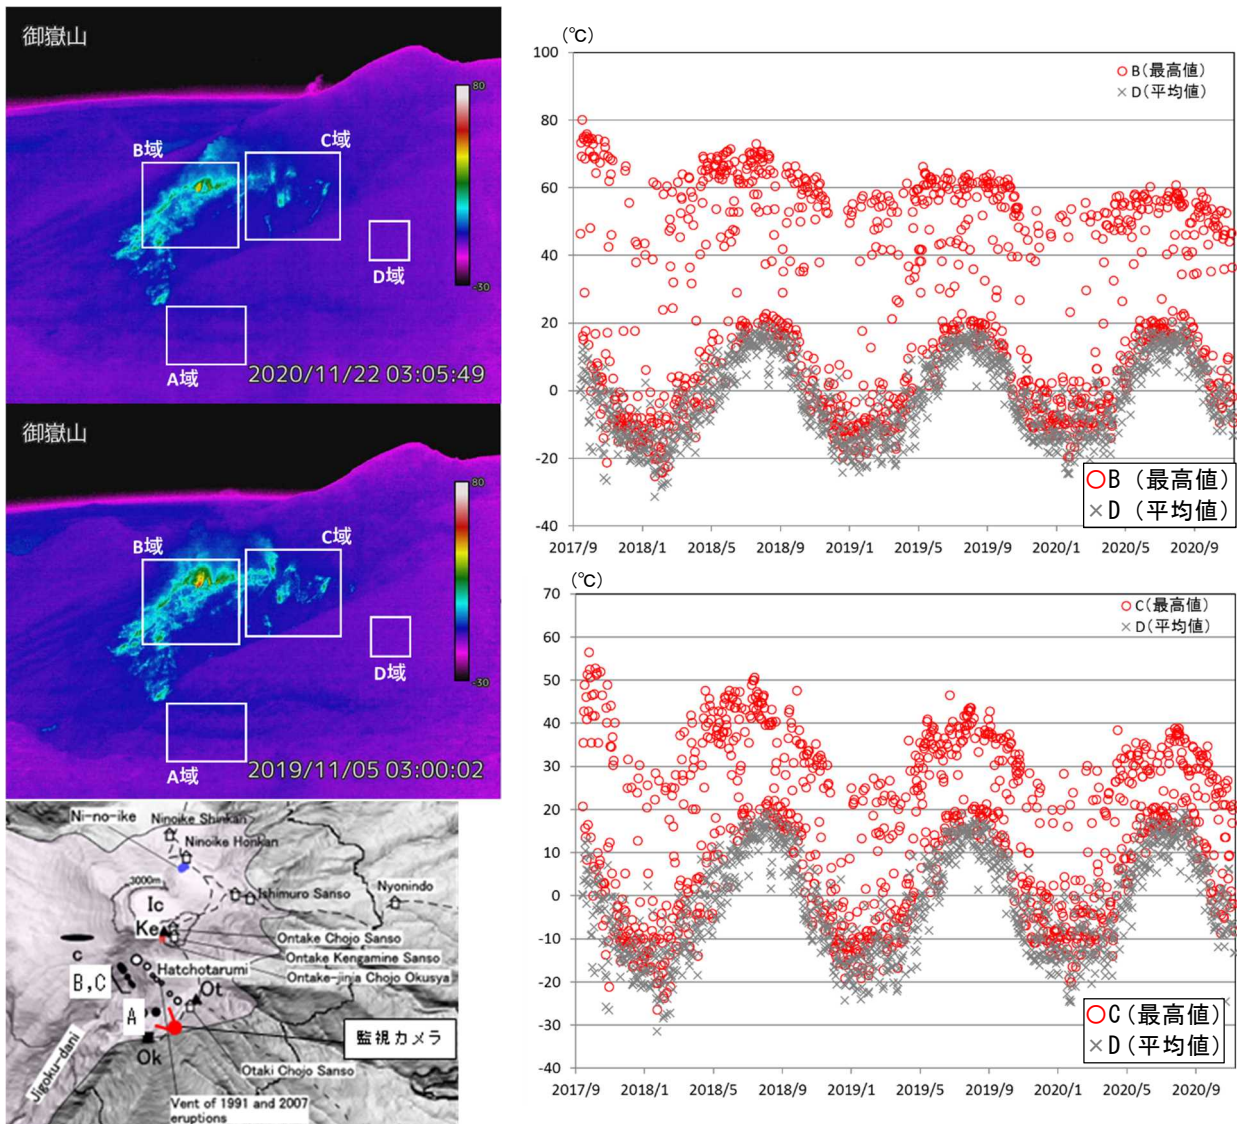 御嶽山
80
B域
C域
D域
-30
A域
2020/11/22 03:05:49
御嶽山
80
B域
C域
D域
-30
A域
2019/11/05 03:00:02
Ni-no-ike
Ninoike Shinkan
Ninoike Honkan
3000m
Ishimuro Sanso
Nyonindo
Ic
Ke
Ontake Chojo Sanso
Ontake Kengamine Sanso
Ontake-jinja Chojo Okusya
c
Hatchotarumi
B,C
Ot
A
監視カメラ
Ok
Jigoku-dani
Otaki Chojo Sanso
Vent of 1991 and 2007
eruptions
(℃)
100
80
60
40
20
0
-20
-40
B(最高値)
D(平均値)
B (最高値)
D (平均値)
2017/9 2018/1 2018/5 2018/9 2019/1 2019/5 2019/9 2020/1 2020/5 2020/9
(℃)
70
60
50
40
30
20
10
0
-10
-20
-30
-40
C(最高値)
D(平均値)
C(最高値)
D(平均値)
2017/9 2018/1 2018/5 2018/9 2019/1 2019/5 2019/9 2020/1 2020/5 2020/9